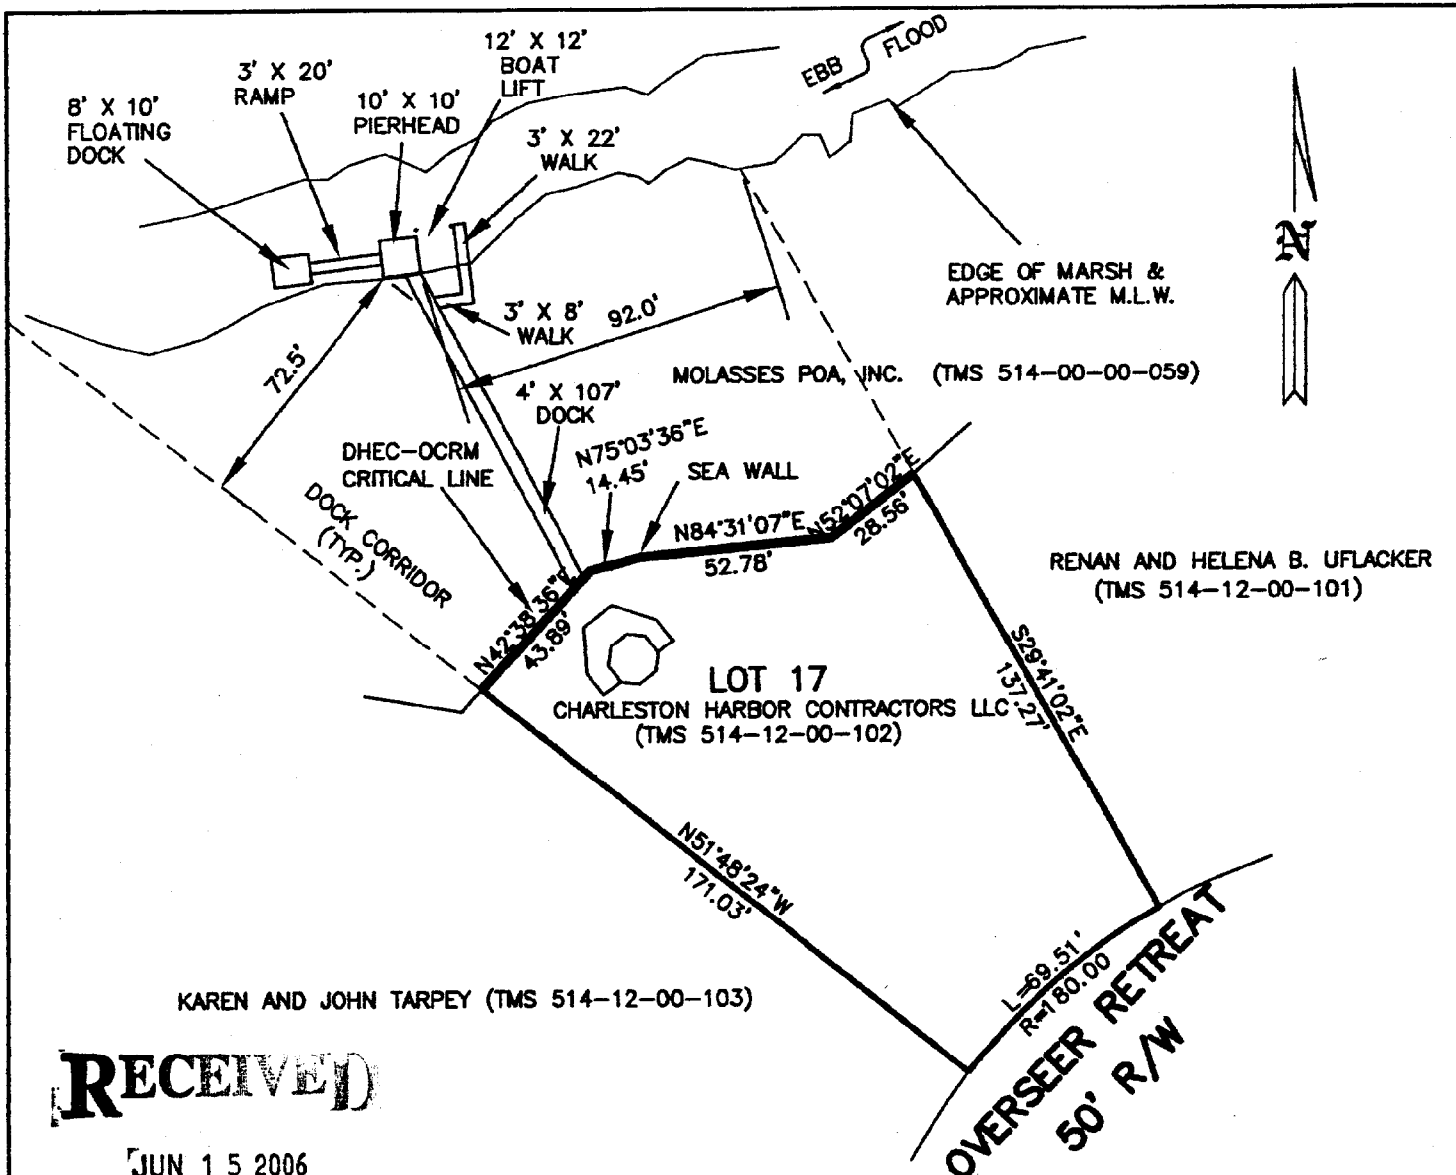 EBB FLOOD
12' X 12'
BOAT
LIFT
3' X 20'
RAMP
10' X 10'
PIERHEAD
8' X 10'
FLOATING
DOCK
3' X 22'
WALK
N
EDGE OF MARSH &
APPROXIMATE M.L.W.
3' X 8'
WALK
92.0'
72.5'
MOLASSES POA, INC. (TMS 514-00-00-059)
4' X 107'
DOCK
DHEC-OCRM
CRITICAL LINE
N75°03'36"E
14.45'
SEA WALL
DOCK CORRIDOR
(TYP.)
N84°31'07"E
52.78'
N52°07'02"E
28.56'
RENAN AND HELENA B. UFLACKER
(TMS 514-12-00-101)
43.89'
LOT 17
CHARLESTON HARBOR CONTRACTORS LLC
(TMS 514-12-00-102)
S29°41'02"E
137.27'
N51°48'24"W
171.03'
KAREN AND JOHN TARPEY (TMS 514-12-00-103)
L=69.51'
R=180.00
OVERSEER RETREAT
50' R/W
RECEIVED
JUN 15 2006